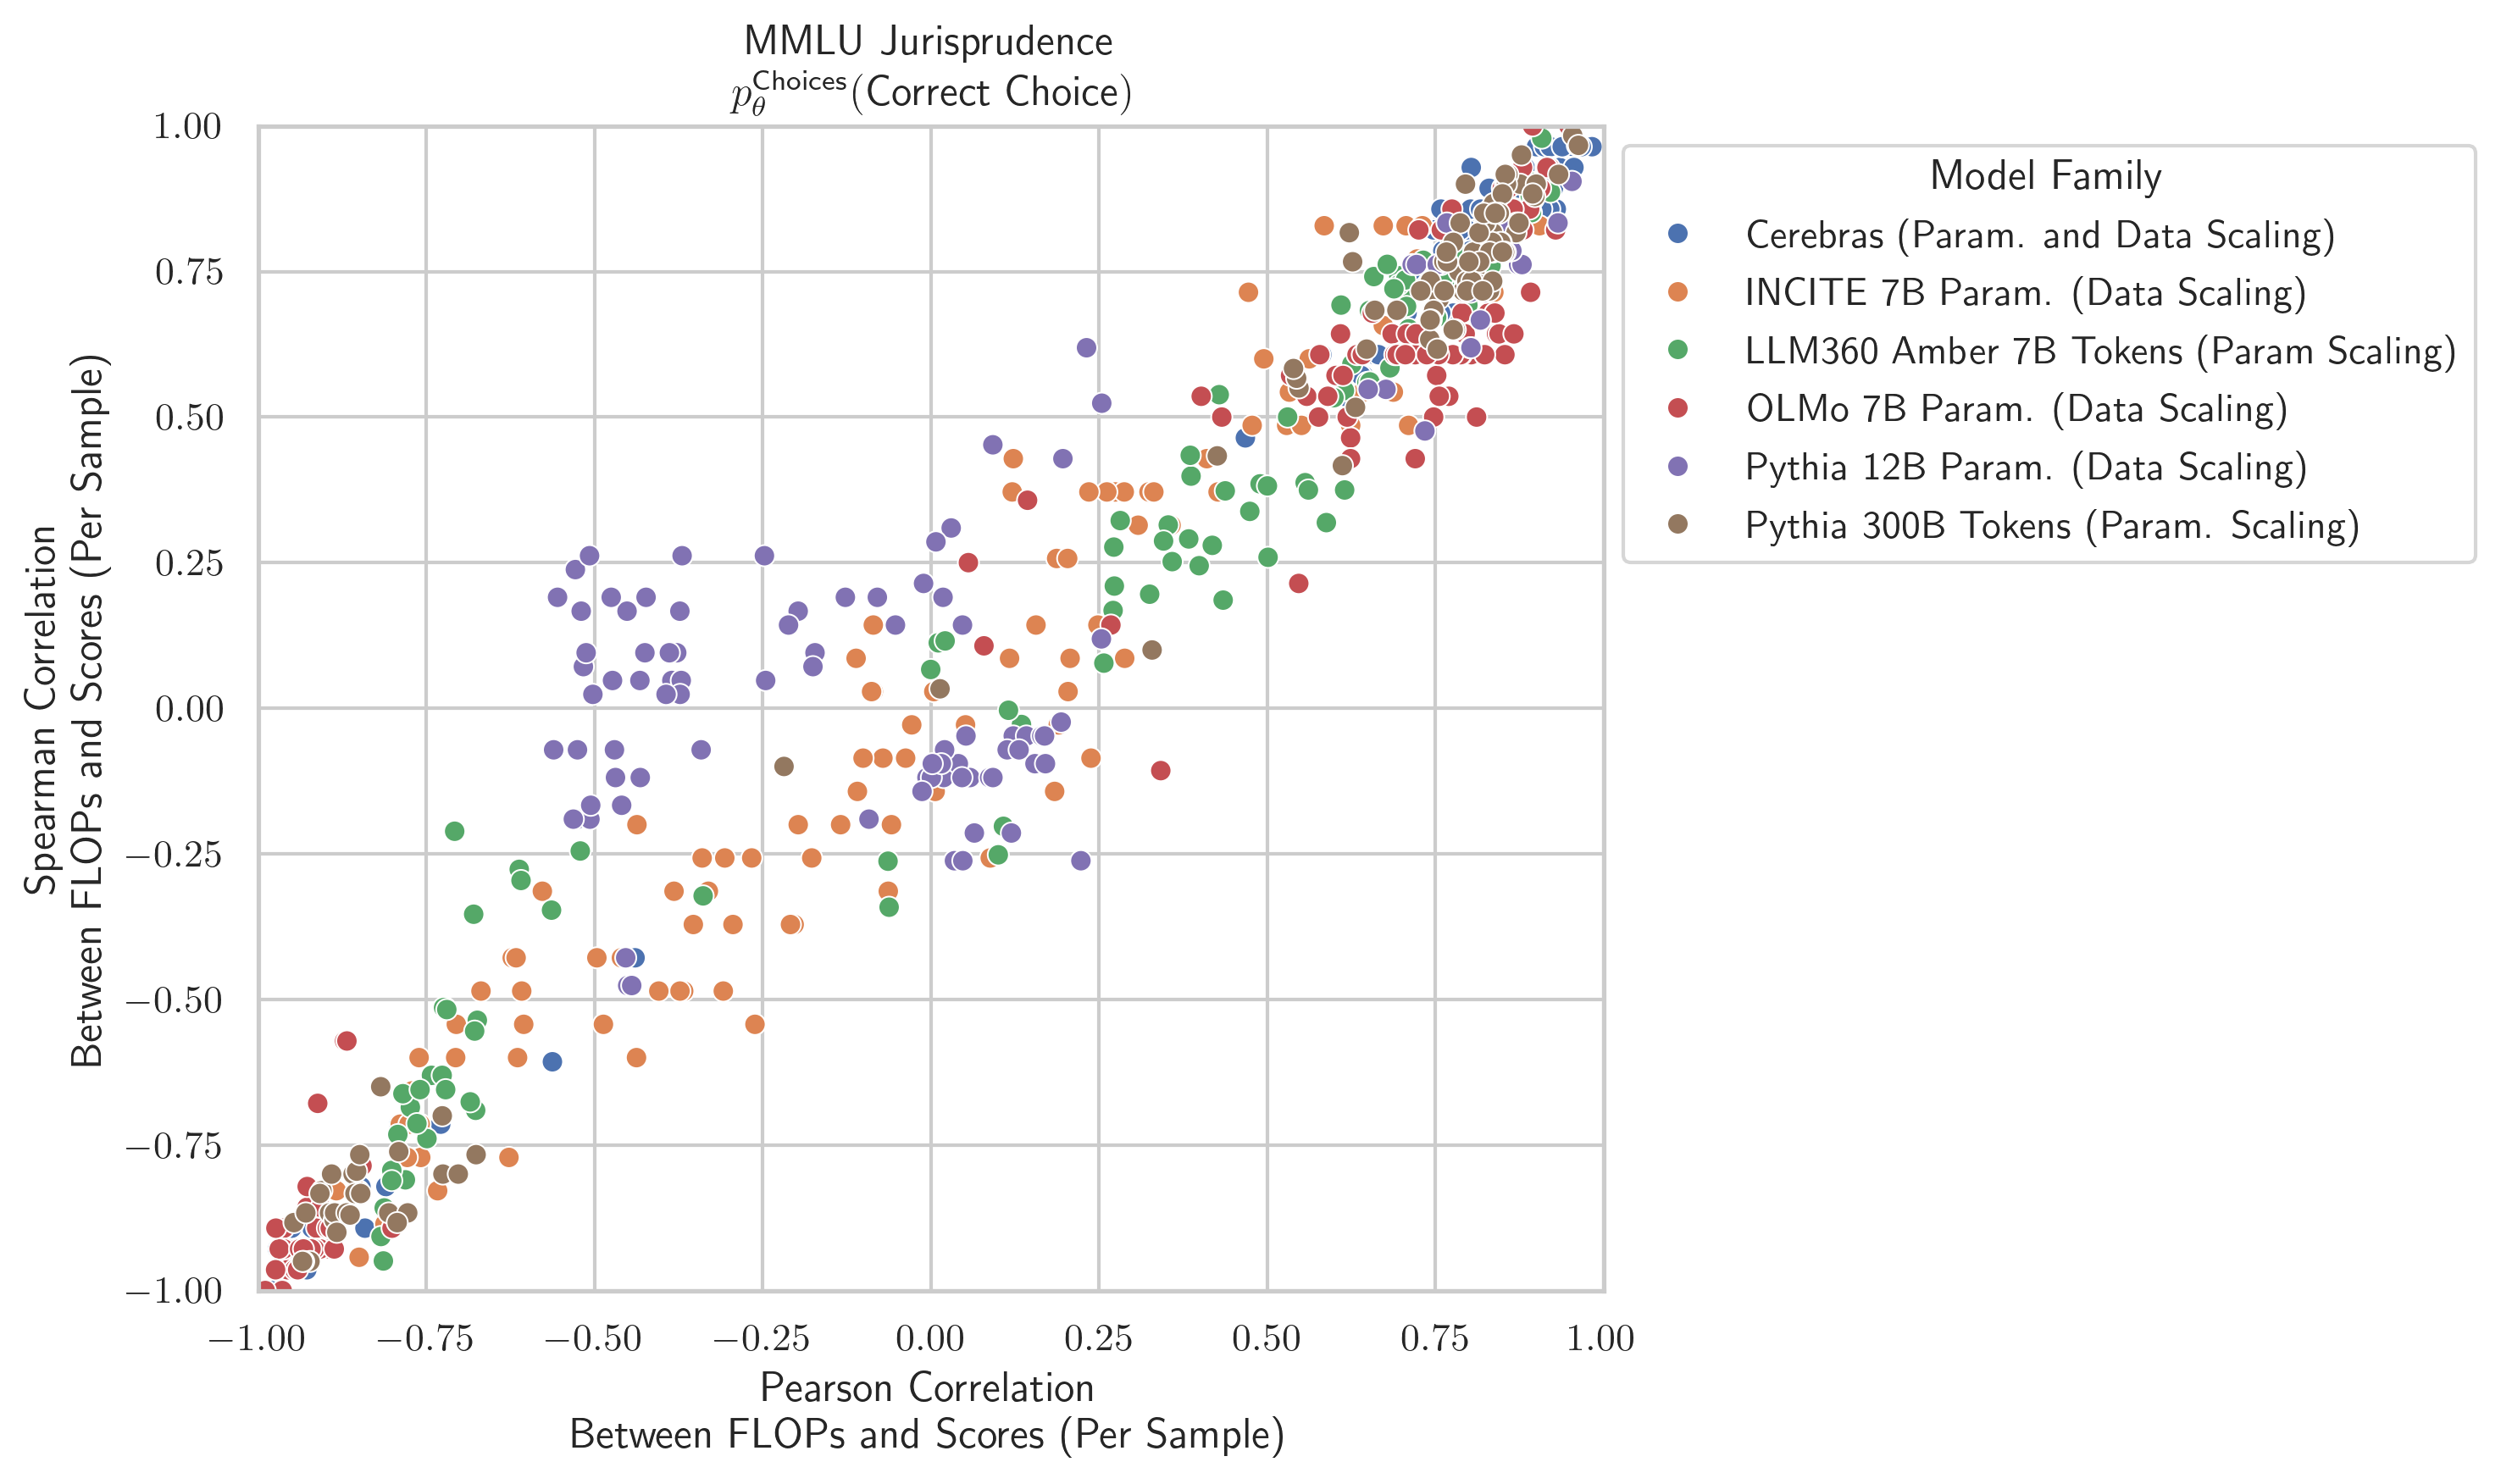 MMLU Jurisprudence
p_θ^Choices(Correct Choice)
1.00
0.75
0.50
0.25
0.00
−0.25
−0.50
−0.75
−1.00
Spearman Correlation
Between FLOPs and Scores (Per Sample)
−1.00 −0.75 −0.50 −0.25 0.00 0.25 0.50 0.75 1.00
Pearson Correlation
Between FLOPs and Scores (Per Sample)
Model Family
Cerebras (Param. and Data Scaling)
INCITE 7B Param. (Data Scaling)
LLM360 Amber 7B Tokens (Param Scaling)
OLMo 7B Param. (Data Scaling)
Pythia 12B Param. (Data Scaling)
Pythia 300B Tokens (Param. Scaling)